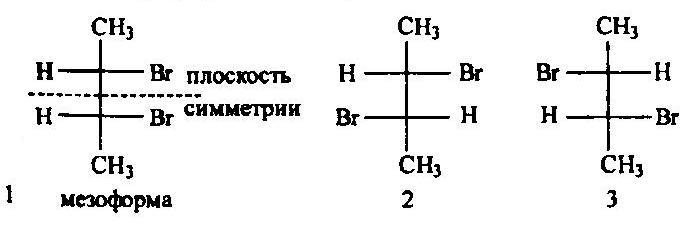 CH₃ CH₃ CH₃
H Br плоскость H Br Br H
симметрии
H Br Br H H Br
CH₃ CH₃ CH₃
1 мезоформа 2 3